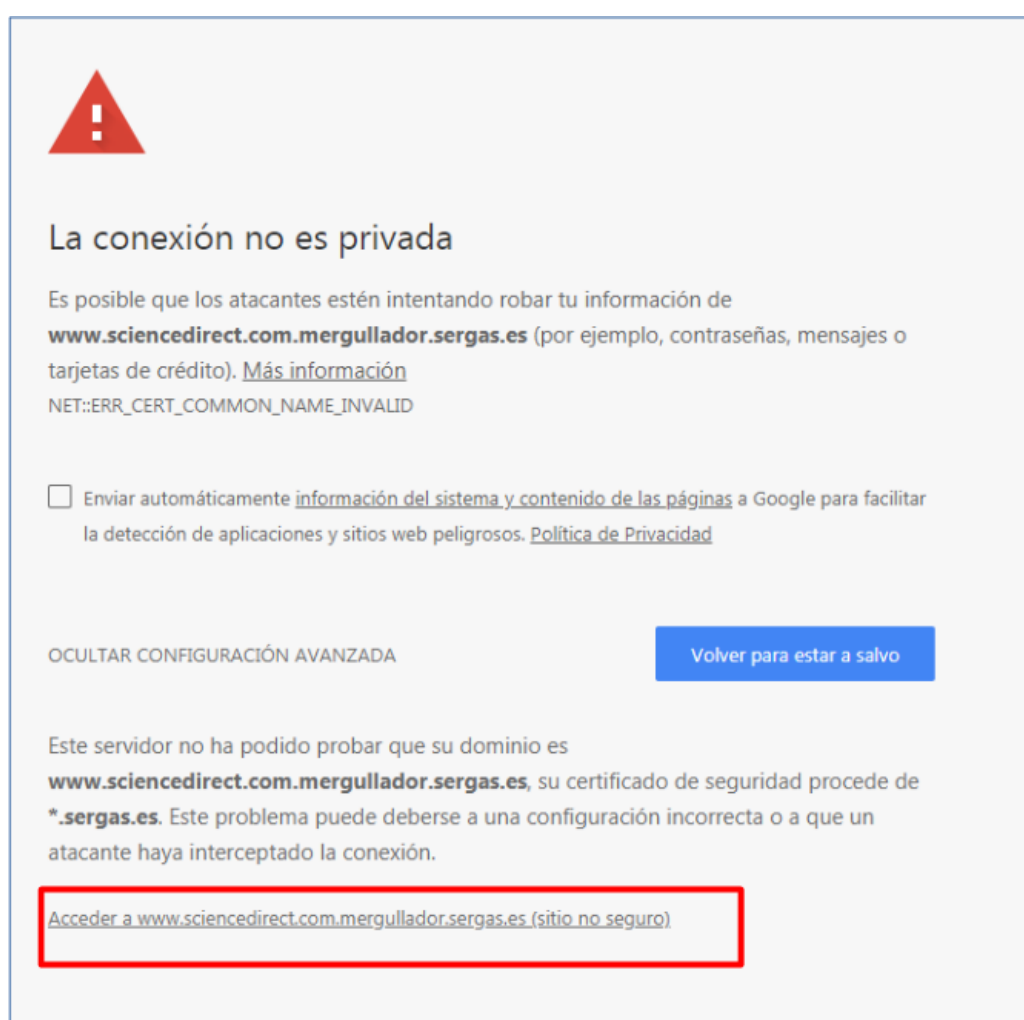 La conexión no es privada
Es posible que los atacantes estén intentando robar tu información de
www.sciencedirect.com.mergullador.sergas.es (por ejemplo, contraseñas, mensajes o
tarjetas de crédito). Más información
NET::ERR_CERT_COMMON_NAME_INVALID
Enviar automáticamente información del sistema y contenido de las páginas a Google para facilitar
la detección de aplicaciones y sitios web peligrosos. Política de Privacidad
OCULTAR CONFIGURACIÓN AVANZADA
Volver para estar a salvo
Este servidor no ha podido probar que su dominio es
www.sciencedirect.com.mergullador.sergas.es, su certificado de seguridad procede de
*.sergas.es. Este problema puede deberse a una configuración incorrecta o a que un
atacante haya interceptado la conexión.
Acceder a www.sciencedirect.com.mergullador.sergas.es (sitio no seguro)